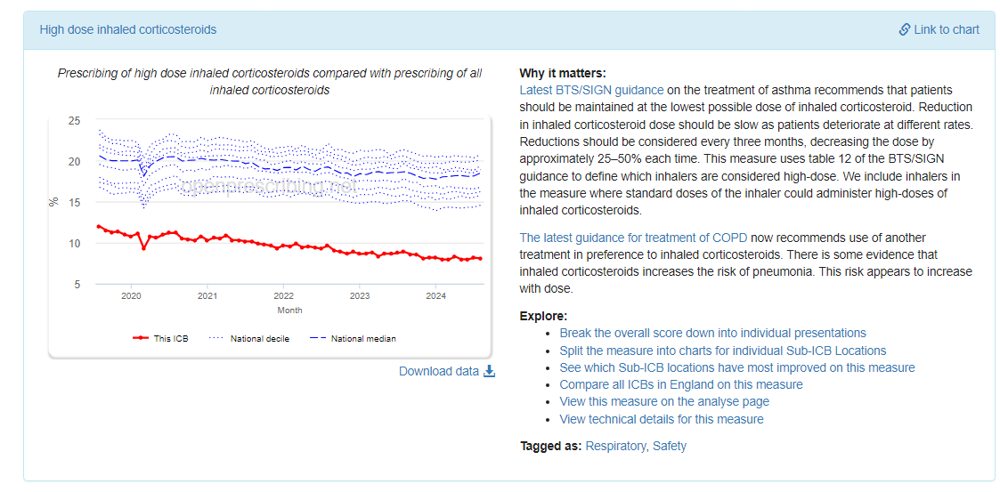 High dose inhaled corticosteroids
Link to chart
Prescribing of high dose inhaled corticosteroids compared with prescribing of all
inhaled corticosteroids
25
20
15
10
5
%
openprescribing.net
2020
2021
2022
2023
2024
Month
This ICB
National decile
National median
Download data
Why it matters:
Latest BTS/SIGN guidance on the treatment of asthma recommends that patients
should be maintained at the lowest possible dose of inhaled corticosteroid. Reduction
in inhaled corticosteroid dose should be slow as patients deteriorate at different rates.
Reductions should be considered every three months, decreasing the dose by
approximately 25–50% each time. This measure uses table 12 of the BTS/SIGN
guidance to define which inhalers are considered high-dose. We include inhalers in
the measure where standard doses of the inhaler could administer high-doses of
inhaled corticosteroids.
The latest guidance for treatment of COPD now recommends use of another
treatment in preference to inhaled corticosteroids. There is some evidence that
inhaled corticosteroids increases the risk of pneumonia. This risk appears to increase
with dose.
Explore:
• Break the overall score down into individual presentations
• Split the measure into charts for individual Sub-ICB Locations
• See which Sub-ICB locations have most improved on this measure
• Compare all ICBs in England on this measure
• View this measure on the analyse page
• View technical details for this measure
Tagged as: Respiratory, Safety